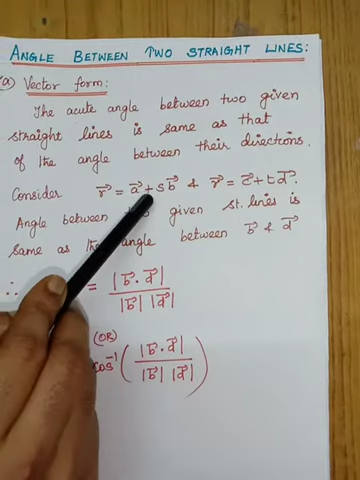 ANGLE BETWEEN TWO STRAIGHT LINES:
(a) Vector form:
The acute angle between two given
straight lines is same as that
of the angle between their directions.
Consider r⃗ = a⃗ + s b⃗ & r⃗ = c⃗ + t d⃗.
Angle between given st. lines is
same as the angle between b⃗ & d⃗
∴ = |b⃗ · d⃗| / |b⃗| |d⃗|
(OR)
cos⁻¹ ( |b⃗ · d⃗| / |b⃗| |d⃗| )